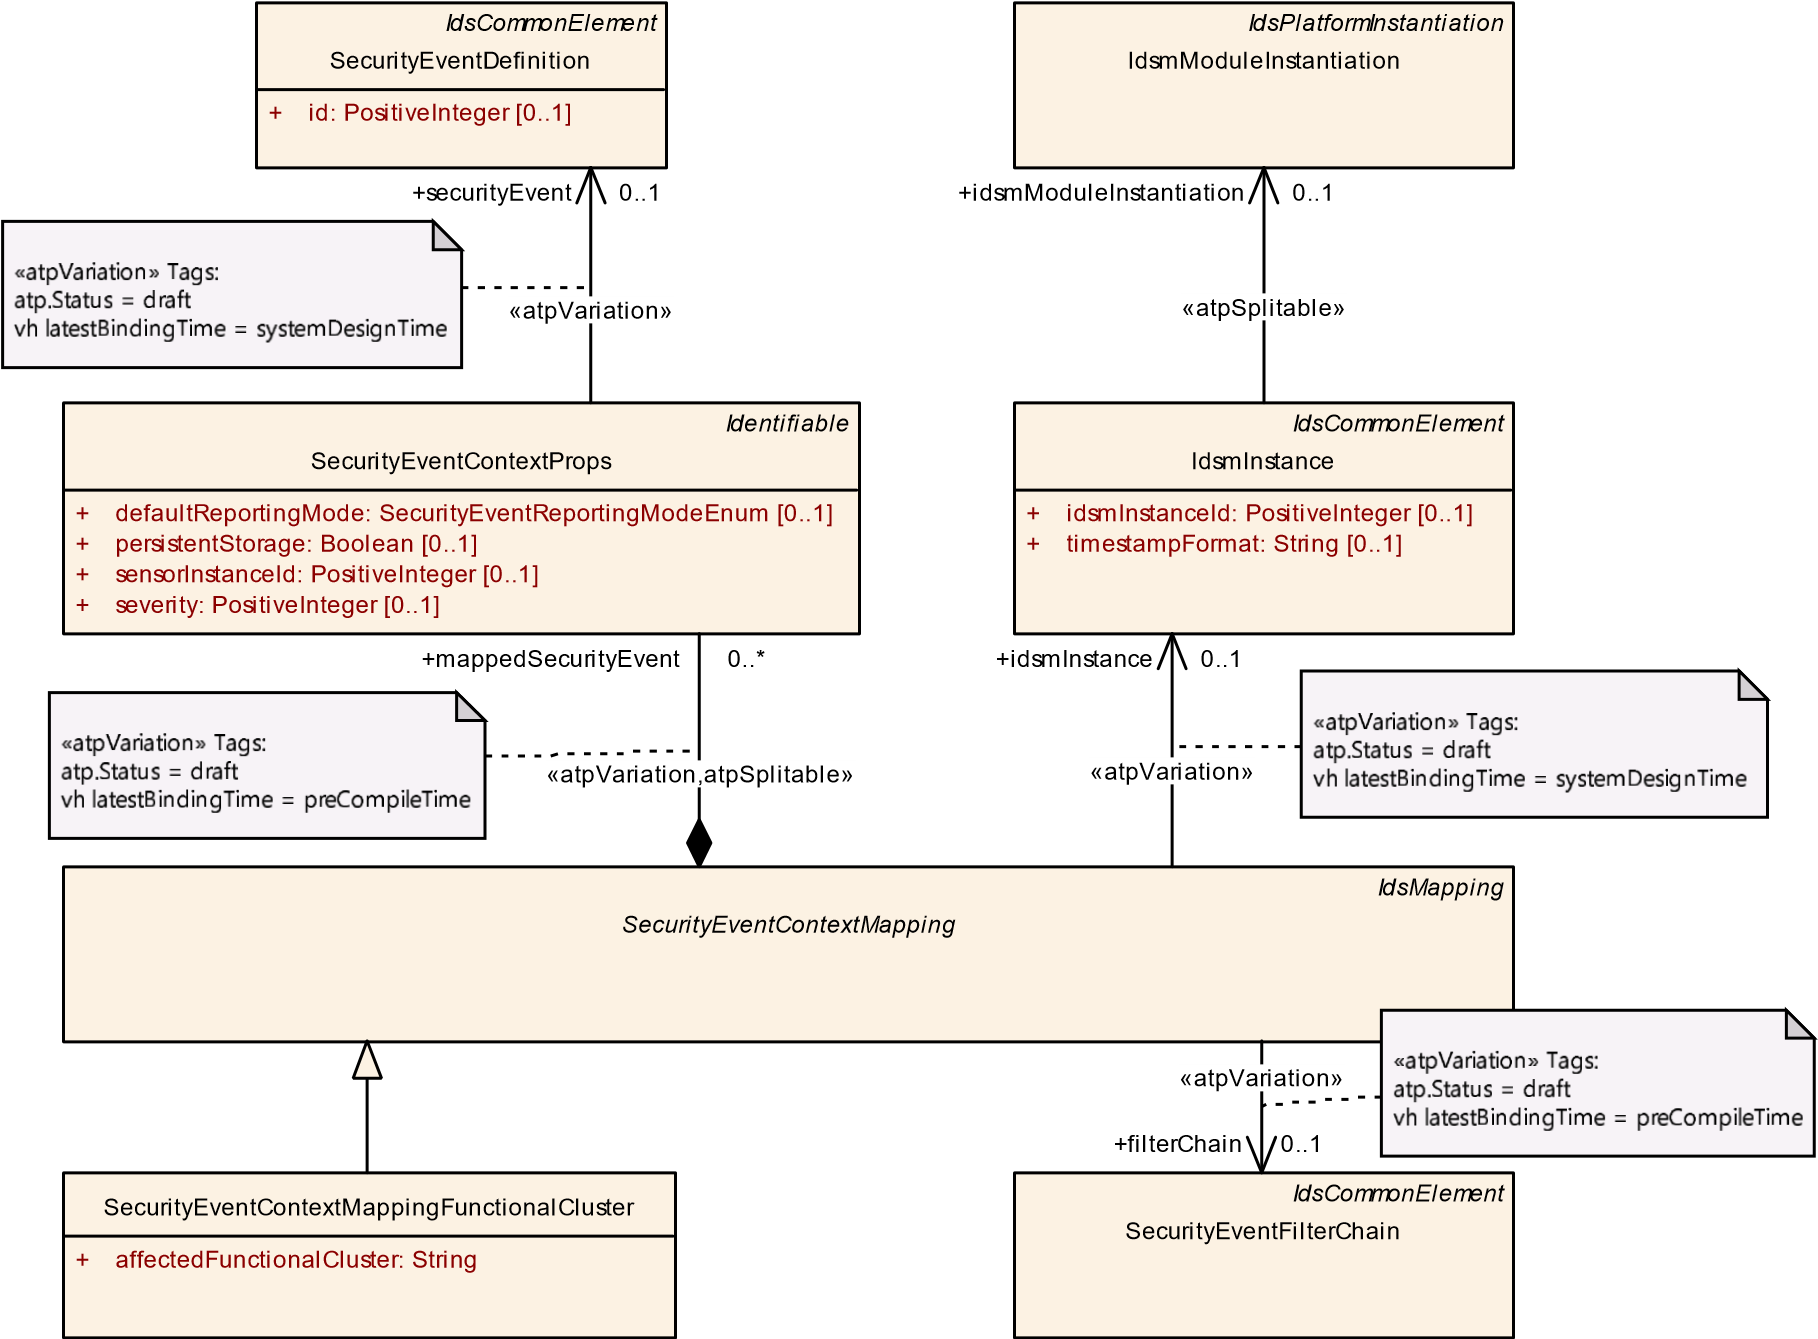 IdsCommonElement
SecurityEventDefinition
+ id: PositiveInteger [0..1]
IdsPlatformInstantiation
IdsmModuleInstantiation
+securityEvent 0..1
+idsmModuleInstantiation 0..1
«atpVariation» Tags:
atp.Status = draft
vh latestBindingTime = systemDesignTime
«atpVariation»
«atpSplitable»
Identifiable
SecurityEventContextProps
+ defaultReportingMode: SecurityEventReportingModeEnum [0..1]
+ persistentStorage: Boolean [0..1]
+ sensorInstanceId: PositiveInteger [0..1]
+ severity: PositiveInteger [0..1]
IdsCommonElement
IdsmInstance
+ idsmInstanceId: PositiveInteger [0..1]
+ timestampFormat: String [0..1]
+mappedSecurityEvent 0..*
+idsmInstance 0..1
«atpVariation» Tags:
atp.Status = draft
vh latestBindingTime = preCompileTime
«atpVariation,atpSplitable»
«atpVariation»
«atpVariation» Tags:
atp.Status = draft
vh latestBindingTime = systemDesignTime
IdsMapping
SecurityEventContextMapping
«atpVariation»
«atpVariation» Tags:
atp.Status = draft
vh latestBindingTime = preCompileTime
+filterChain 0..1
SecurityEventContextMappingFunctionalCluster
+ affectedFunctionalCluster: String
IdsCommonElement
SecurityEventFilterChain